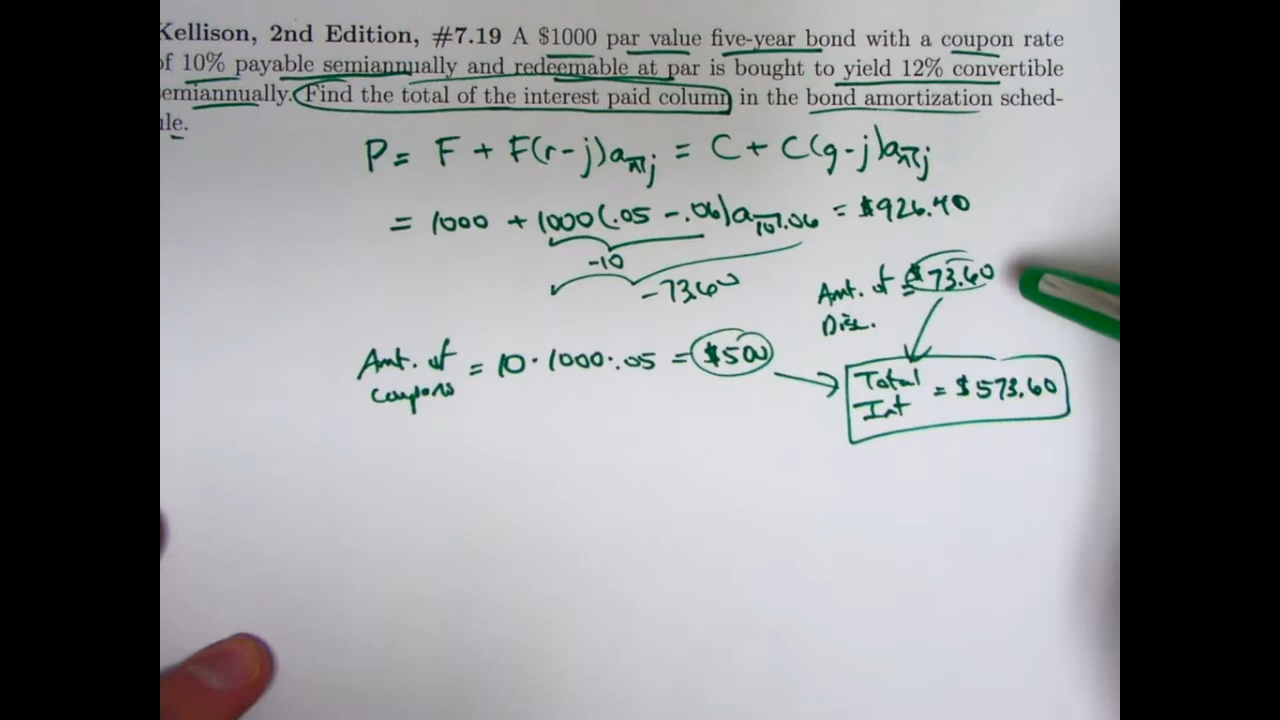 Kellison, 2nd Edition, #7.19 A $1000 par value five-year bond with a coupon rate
of 10% payable semiannually and redeemable at par is bought to yield 12% convertible
semiannually. Find the total of the interest paid column in the bond amortization sched-
ule.
P = F + F(r-j)a_n⌉j = C + C(g-j)a_n⌉j
= 1000 + 1000(.05 - .06)a_10⌉.06 = $926.40
-10
-73.60
Amt. of Disc. = $73.60
Amt. of coupons = 10 · 1000 · .05 = $500
Total Int = $573.60